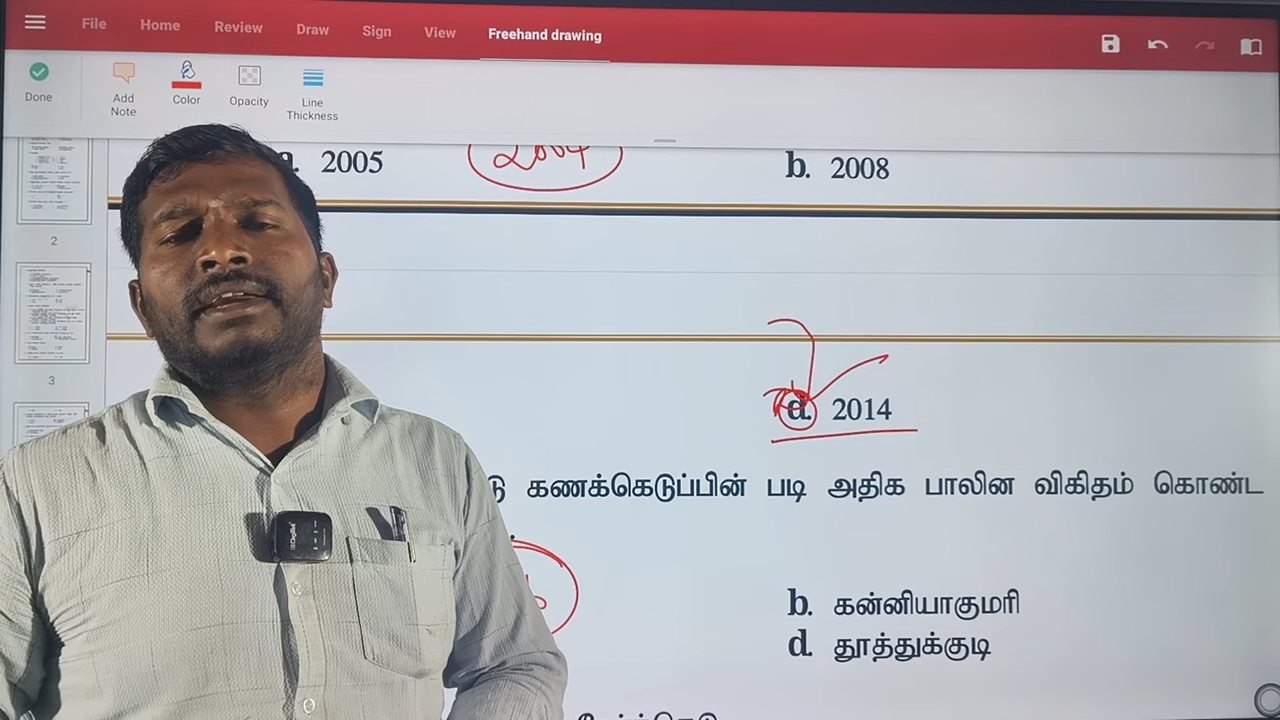 File Home Review Draw Sign View Freehand drawing
Done Add Note Color Opacity Line Thickness
a. 2005 2004 b. 2008
2
d. 2014
3
கணக்கெடுப்பின் படி அதிக பாலின விகிதம் கொண்ட
b. கன்னியாகுமரி
d. தூத்துக்குடி